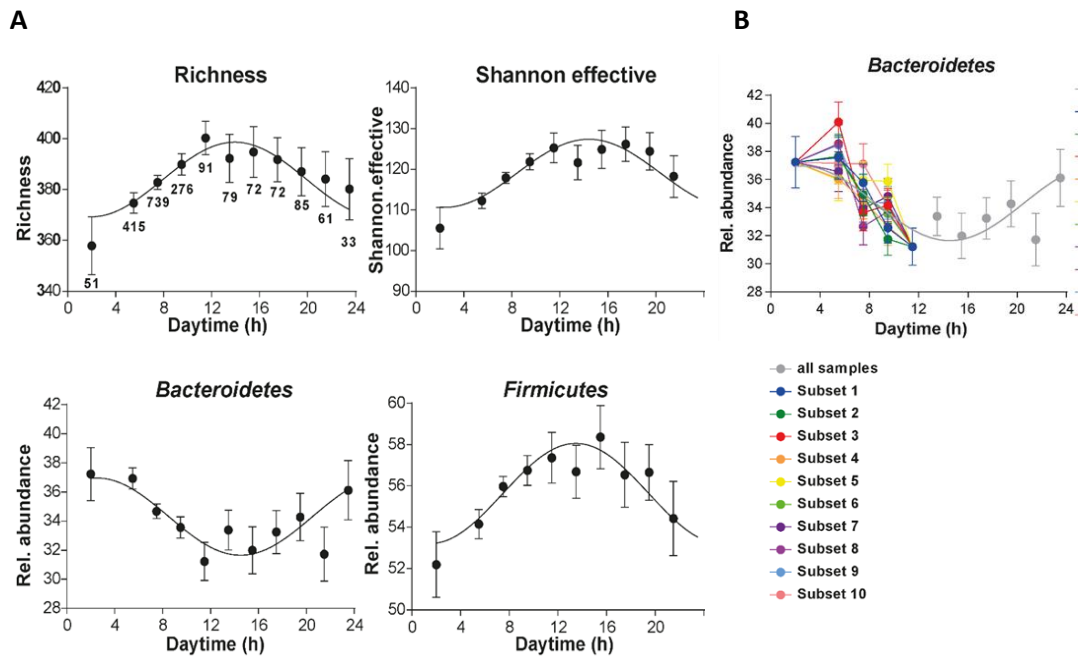 A
B
Richness
Richness
420
400
380
360
340
51
415
739
276
91
79
72
72
85
61
33
0 4 8 12 16 20 24
Daytime (h)
Shannon effective
Shannon.effective
140
130
120
110
100
90
0 4 8 12 16 20
Daytime (h)
Bacteroidetes
Rel. abundance
42
40
38
36
34
32
30
28
0 4 8 12 16 20 24
Daytime (h)
all samples
Subset 1
Subset 2
Subset 3
Subset 4
Subset 5
Subset 6
Subset 7
Subset 8
Subset 9
Subset 10
Bacteroidetes
Rel. abundance
42
40
38
36
34
32
30
28
0 4 8 12 16 20 24
Daytime (h)
Firmicutes
Rel. abundance
60
58
56
54
52
50
0 4 8 12 16 20
Daytime (h)